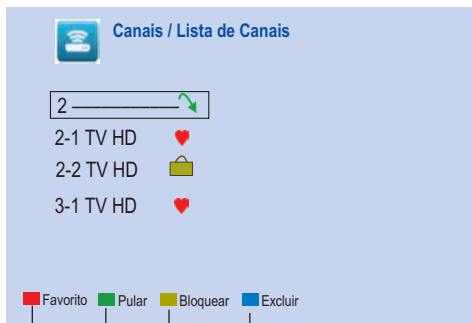 Canais / Lista de Canais
2 ——————
2-1 TV HD
2-2 TV HD
3-1 TV HD
Favorito Pular Bloquear Excluir